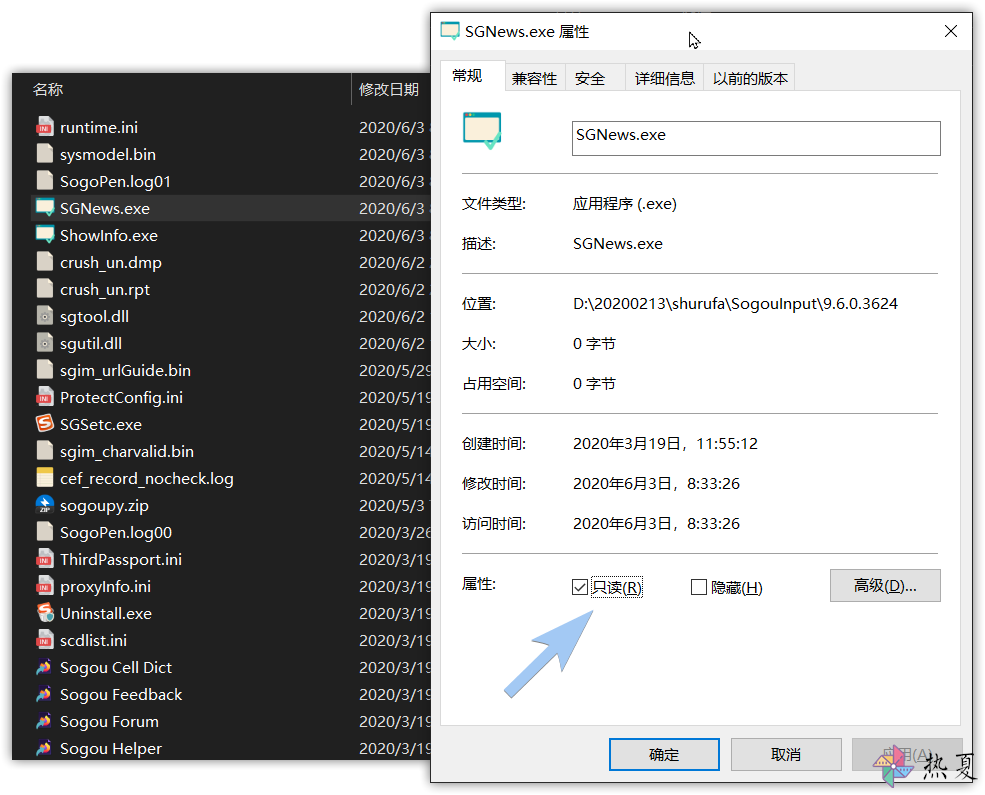 名称 修改日期
runtime.ini 2020/6/3
sysmodel.bin 2020/6/3
SogoPen.log01 2020/6/3
SGNews.exe 2020/6/3
ShowInfo.exe 2020/6/3
crush_un.dmp 2020/6/2
crush_un.rpt 2020/6/2
sgtool.dll 2020/6/2
sgutil.dll 2020/6/2
sgim_urlGuide.bin 2020/5/29
ProtectConfig.ini 2020/5/19
SGSetc.exe 2020/5/19
sgim_charvalid.bin 2020/5/14
cef_record_nocheck.log 2020/5/14
sogoupy.zip 2020/5/3
SogoPen.log00 2020/3/26
ThirdPassport.ini 2020/3/19
proxyInfo.ini 2020/3/19
Uninstall.exe 2020/3/19
scdlist.ini 2020/3/19
Sogou Cell Dict 2020/3/19
Sogou Feedback 2020/3/19
Sogou Forum 2020/3/19
Sogou Helper 2020/3/19
SGNews.exe 属性
常规 兼容性 安全 详细信息 以前的版本
SGNews.exe
文件类型: 应用程序 (.exe)
描述: SGNews.exe
位置: D:\20200213\shurufa\SogouInput\9.6.0.3624
大小: 0 字节
占用空间: 0 字节
创建时间: 2020年3月19日，11:55:12
修改时间: 2020年6月3日，8:33:26
访问时间: 2020年6月3日，8:33:26
属性: 只读(R) 隐藏(H) 高级(D)...
确定 取消 应用(A)
热夏